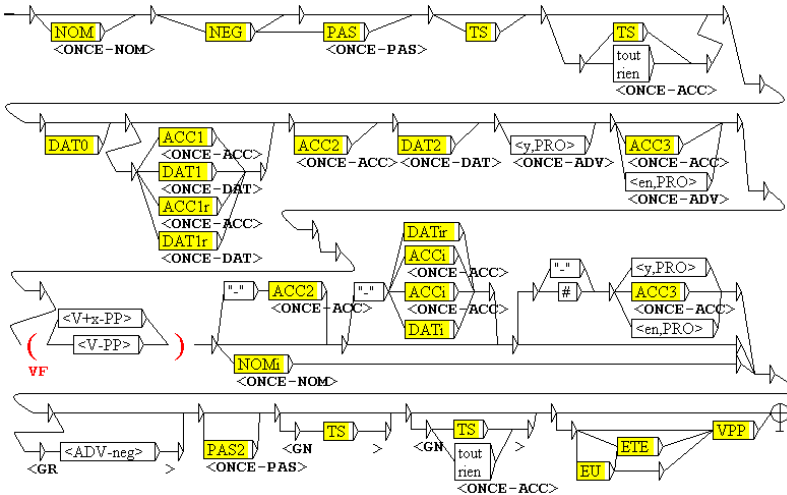 NOM NEG PAS TS TS
<ONCE-NOM> <ONCE-PAS> tout
rien
<ONCE-ACC>
DAT0 ACC1 ACC2 DAT2 <y,PRO> ACC3
<ONCE-ACC> <ONCE-ACC> <ONCE-DAT> <ONCE-ADV> <ONCE-ACC>
DAT1 <en,PRO>
<ONCE-DAT> <ONCE-ADV>
ACC1r
<ONCE-ACC>
DAT1r
<ONCE-DAT>
DATir
ACCi
<ONCE-ACC>
"-" ACC2 "-" ACCi "-" <y,PRO>
<ONCE-ACC> <ONCE-ACC> # ACC3
DATi <ONCE-ACC>
<en,PRO>
( <V+x-PP> )
<V-PP>
VF
NOMi
<ONCE-NOM>
<ADV-neg> PAS2 TS TS VPP
<GR > <ONCE-PAS> <GN > <GN > ETE
tout EU
rien
<ONCE-ACC>